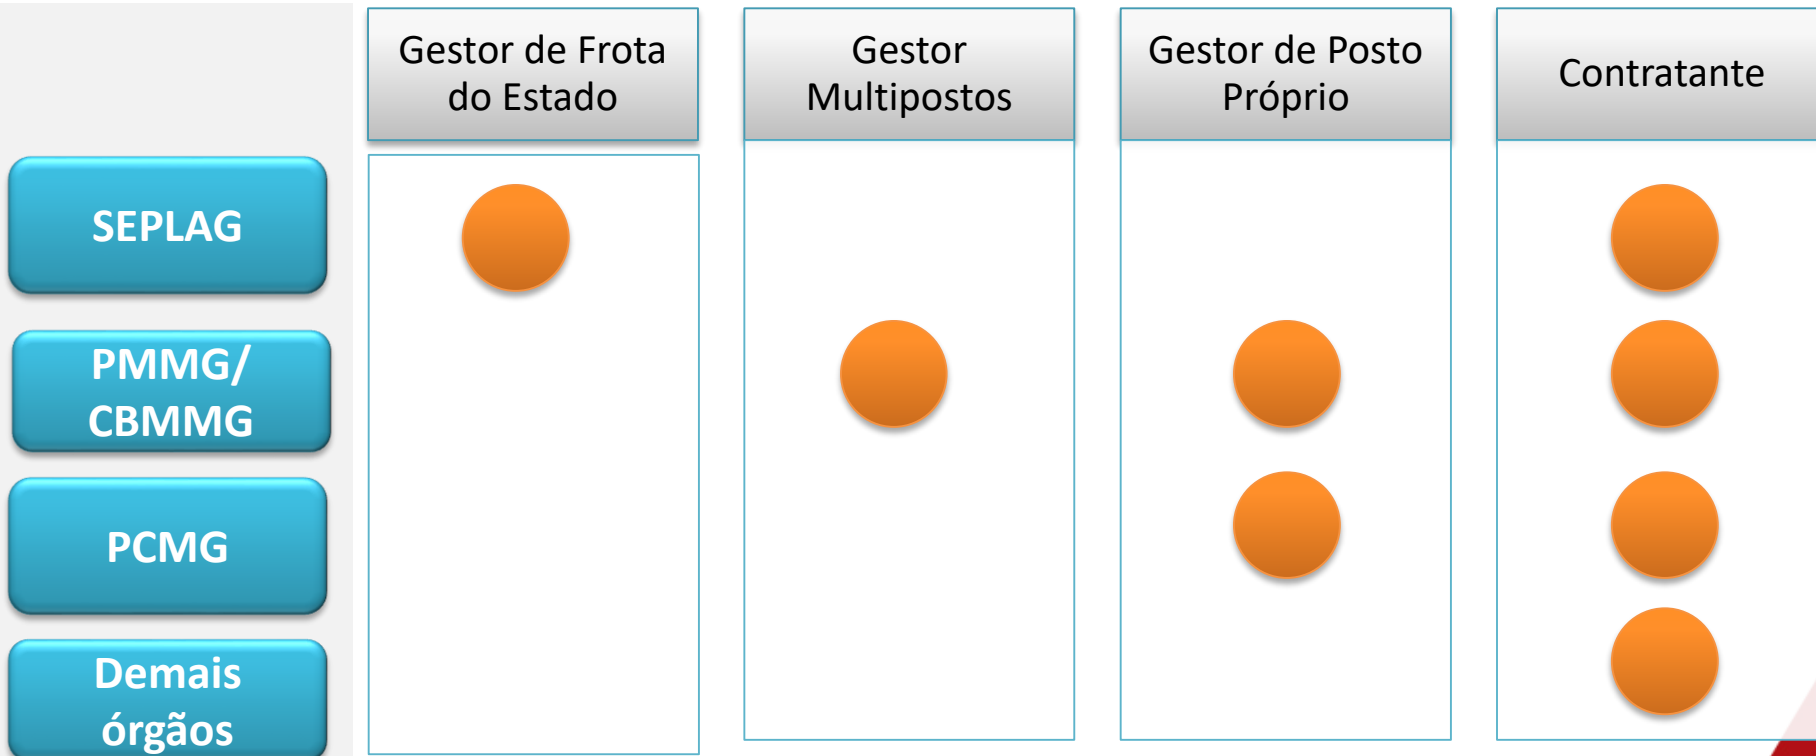 Gestor de Frota
do Estado
Gestor
Multipostos
Gestor de Posto
Próprio
Contratante
SEPLAG
PMMG/
CBMMG
PCMG
Demais
órgãos